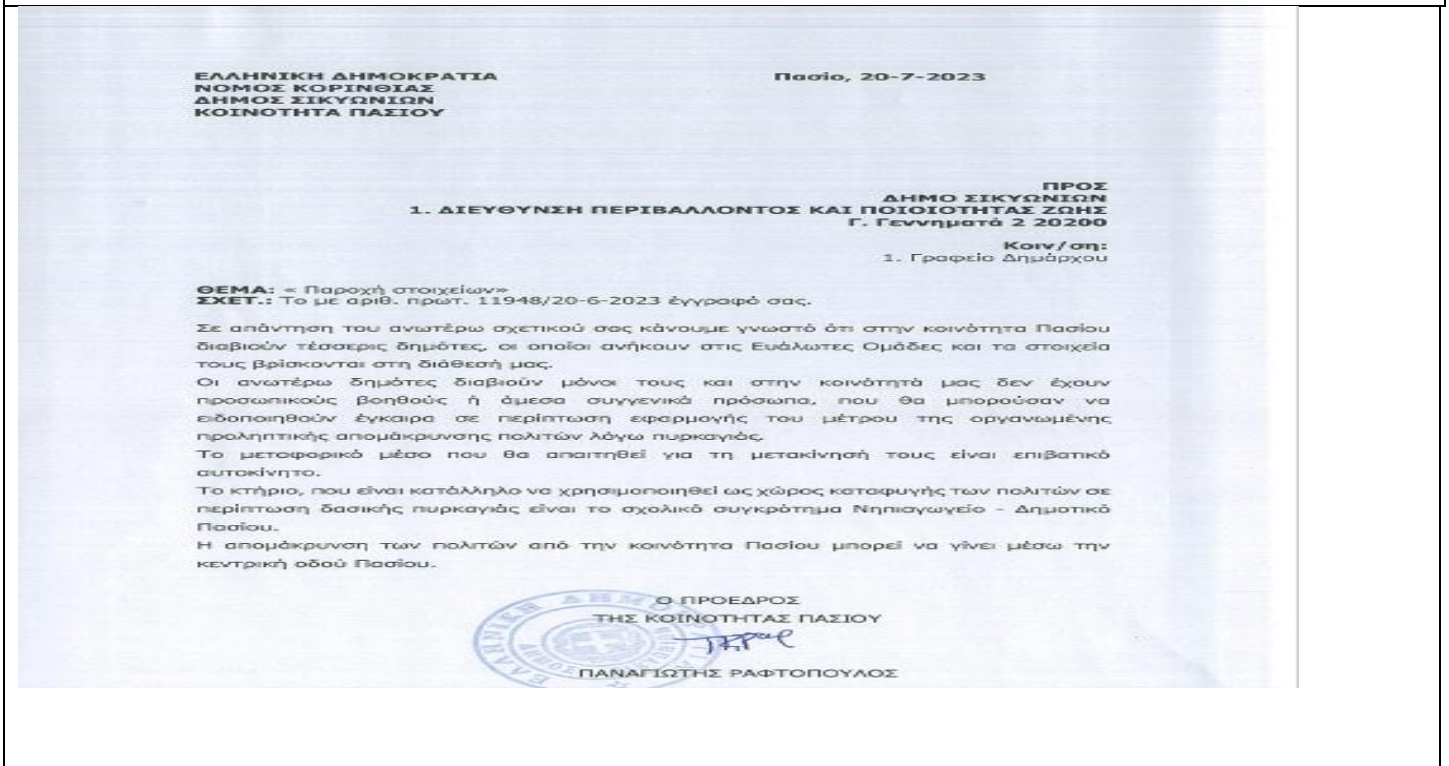 ΕΛΛΗΝΙΚΗ ΔΗΜΟΚΡΑΤΙΑ
ΝΟΜΟΣ ΚΟΡΙΝΘΙΑΣ
ΔΗΜΟΣ ΣΙΚΥΩΝΙΩΝ
ΚΟΙΝΟΤΗΤΑ ΠΑΣΙΟΥ
Πασίο, 20-7-2023
ΠΡΟΣ
ΔΗΜΟ ΣΙΚΥΩΝΙΩΝ
1. ΔΙΕΥΘΥΝΣΗ ΠΕΡΙΒΑΛΛΟΝΤΟΣ ΚΑΙ ΠΟΙΟΙΟΤΗΤΑΣ ΖΩΗΣ
Γ. Γεννηματά 2 20200
Κοιν/ση:
1. Γραφείο Δημάρχου
ΘΕΜΑ: « Παροχή στοιχείων»
ΣΧΕΤ.: Το με αριθ. πρωτ. 11948/20-6-2023 έγγραφό σας.
Σε απάντηση του ανωτέρω σχετικού σας κάνουμε γνωστό ότι στην κοινότητα Πασίου
διαβιούν τέσσερις δημότες, οι οποίοι ανήκουν στις Ευάλωτες Ομάδες και τα στοιχεία
τους βρίσκονται στη διάθεσή μας.
Οι ανωτέρω δημότες διαβιούν μόνοι τους και στην κοινότητά μας δεν έχουν
προσωπικούς βοηθούς ή άμεσα συγγενικά πρόσωπα, που θα μπορούσαν να
ειδοποιηθούν έγκαιρα σε περίπτωση εφαρμογής του μέτρου της οργανωμένης
προληπτικής απομάκρυνσης πολιτών λόγω πυρκαγιάς.
Το μεταφορικό μέσο που θα απαιτηθεί για τη μετακίνησή τους είναι επιβατικό
αυτοκίνητο.
Το κτήριο, που είναι κατάλληλο να χρησιμοποιηθεί ως χώρος καταφυγής των πολιτών σε
περίπτωση δασικής πυρκαγιάς είναι το σχολικό συγκρότημα Νηπιαγωγείο - Δημοτικό
Πασίου.
Η απομάκρυνση των πολιτών από την κοινότητα Πασίου μπορεί να γίνει μέσω την
κεντρική οδού Πασίου.
Ο ΠΡΟΕΔΡΟΣ
ΤΗΣ ΚΟΙΝΟΤΗΤΑΣ ΠΑΣΙΟΥ
ΠΑΝΑΓΙΩΤΗΣ ΡΑΦΤΟΠΟΥΛΟΣ